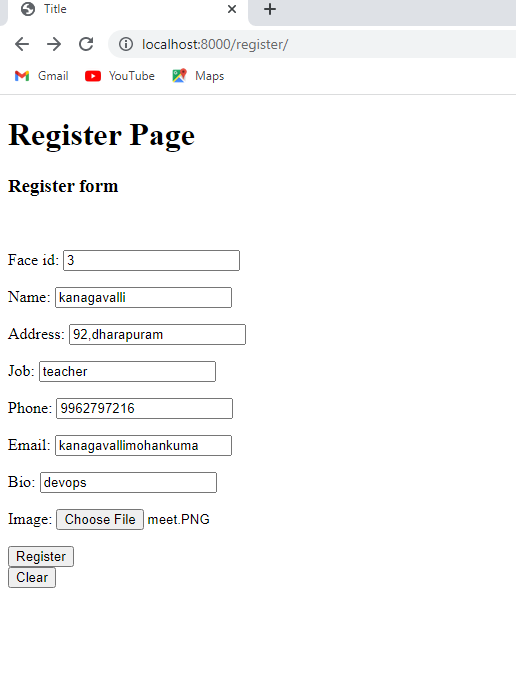 Title
localhost:8000/register/
Gmail YouTube Maps
Register Page
Register form
Face id: 3
Name: kanagavalli
Address: 92,dharapuram
Job: teacher
Phone: 9962797216
Email: kanagavallimohankuma
Bio: devops
Image: Choose File meet.PNG
Register
Clear